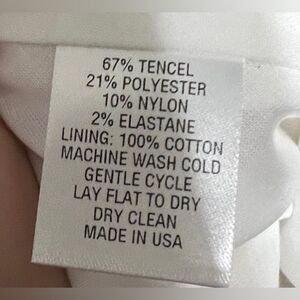 67% TENCEL
21% POLYESTER
10% NYLON
2% ELASTANE
LINING: 100% COTTON
MACHINE WASH COLD
GENTLE CYCLE
LAY FLAT TO DRY
DRY CLEAN
MADE IN USA